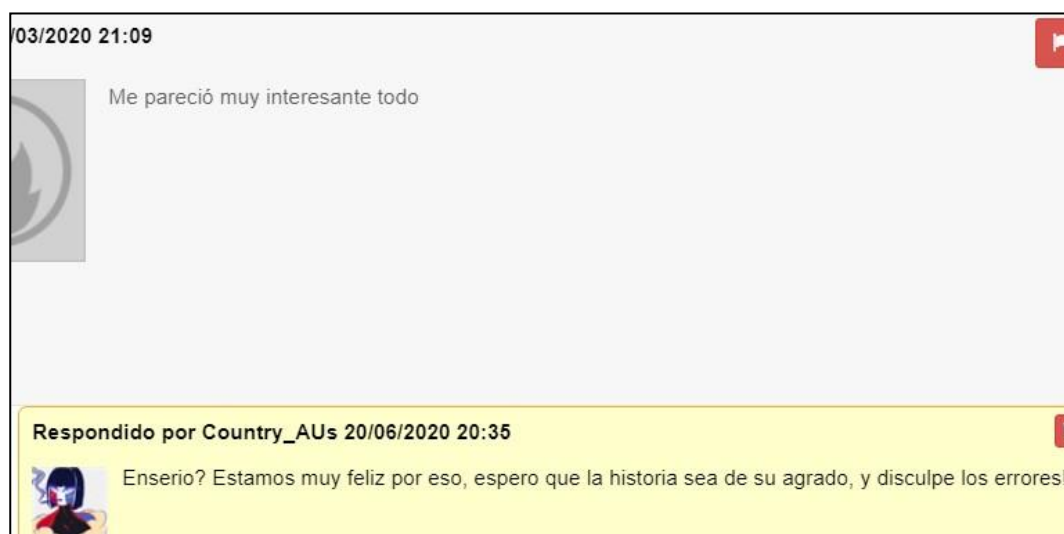 /03/2020 21:09
Me pareció muy interesante todo
Respondido por Country_AUs 20/06/2020 20:35
Enserio? Estamos muy feliz por eso, espero que la historia sea de su agrado, y disculpe los errores!